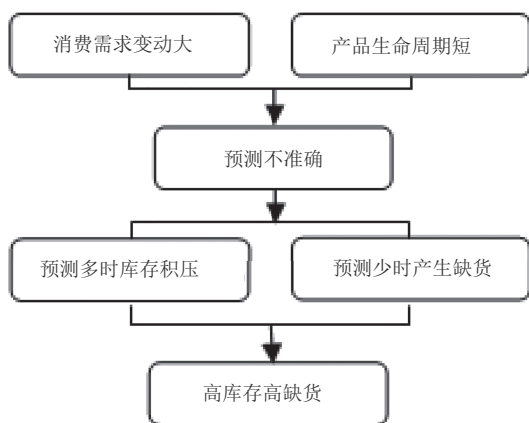 消费需求变动大
产品生命周期短
预测不准确
预测多时库存积压
预测少时产生缺货
高库存高缺货